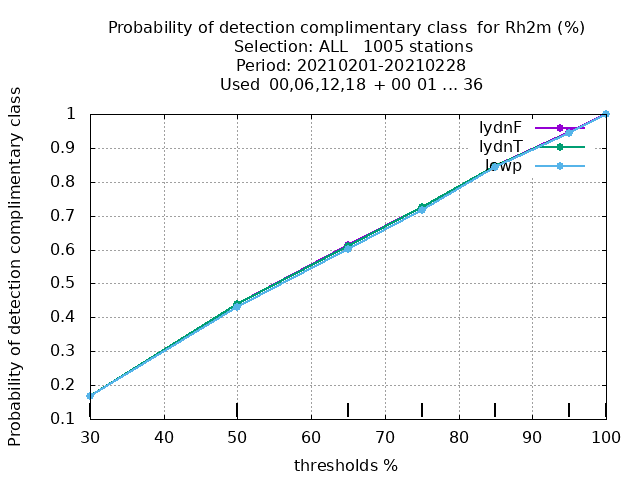 Probability of detection complimentary class for Rh2m (%)
Selection: ALL 1005 stations
Period: 20210201-20210228
Used 00,06,12,18 + 00 01 ... 36
Probability of detection complimentary class
1
0.9
0.8
0.7
0.6
0.5
0.4
0.3
0.2
0.1
lydnF
lydnT
lowp
30 40 50 60 70 80 90 100
thresholds %